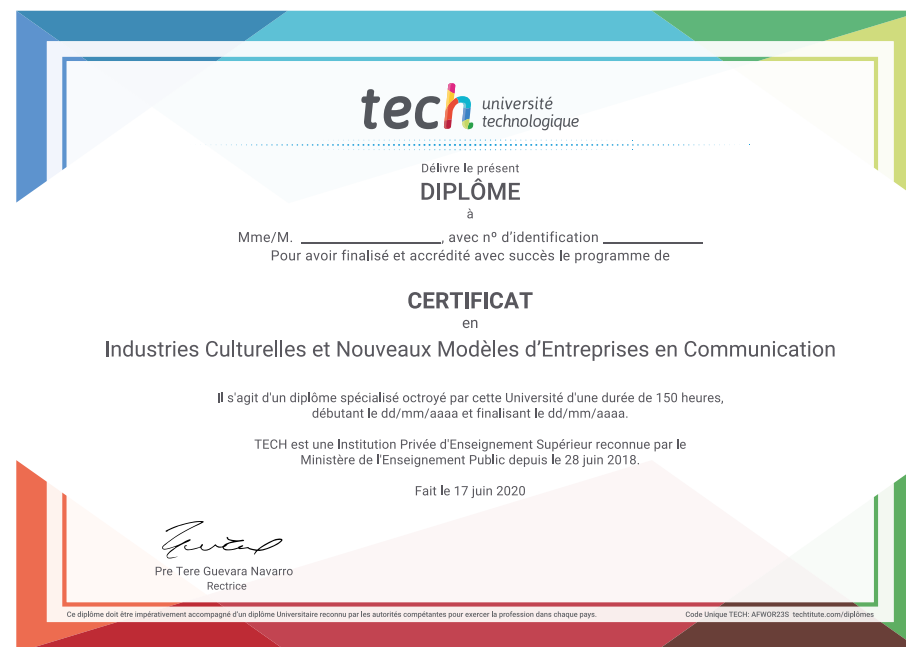 tech université
technologique
Délivre le présent
DIPLÔME
à
Mme/M. ____________________, avec nº d'identification ______________
Pour avoir finalisé et accrédité avec succès le programme de
CERTIFICAT
en
Industries Culturelles et Nouveaux Modèles d'Entreprises en Communication
Il s'agit d'un diplôme spécialisé octroyé par cette Université d'une durée de 150 heures,
débutant le dd/mm/aaaa et finalisant le dd/mm/aaaa.
TECH est une Institution Privée d'Enseignement Supérieur reconnue par le
Ministère de l'Enseignement Public depuis le 28 juin 2018.
Fait le 17 juin 2020
Pre Tere Guevara Navarro
Rectrice
Ce diplôme doit être impérativement accompagné d'un diplôme Universitaire reconnu par les autorités compétantes pour exercer la profession dans chaque pays.
Code Unique TECH: AFWOR23S techtitute.com/diplômes